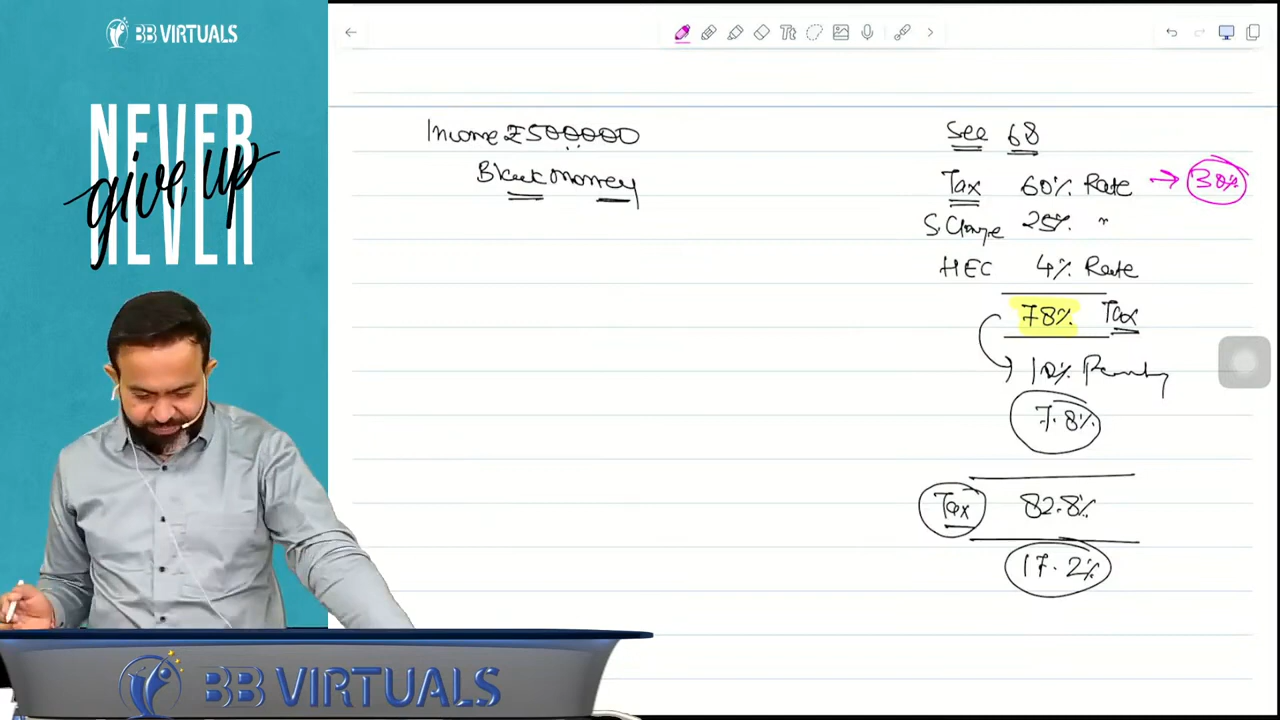 BB VIRTUALS
NEVER
give up
NEVER
Income ₹500000
Black money
Sec 68
Tax 60% Rate → 30%
S. Charge 25% "
HEC 4% Rate
78% Tax
10% Penalty
7.8%
Tax 82.8%
17.2%
BB VIRTUALS